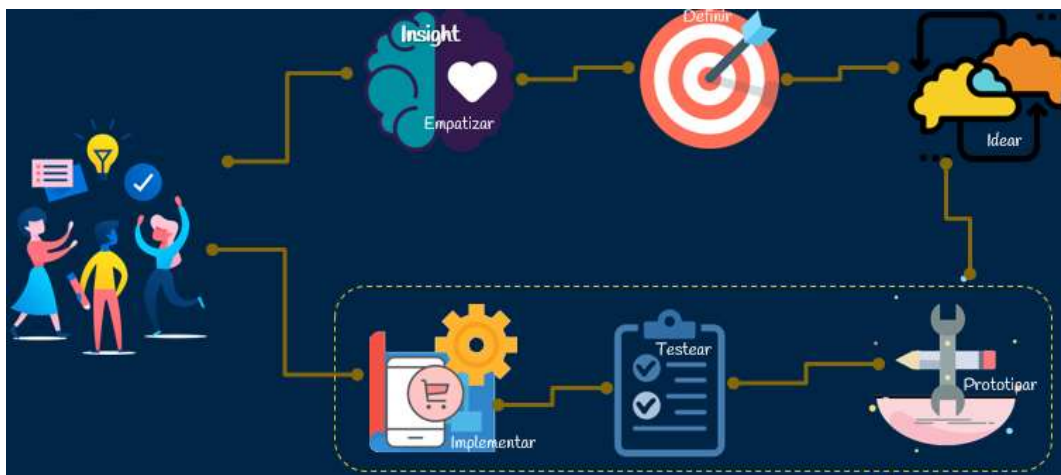 Insight
Empatizar
Definir
Idear
Prototipar
Testear
Implementar